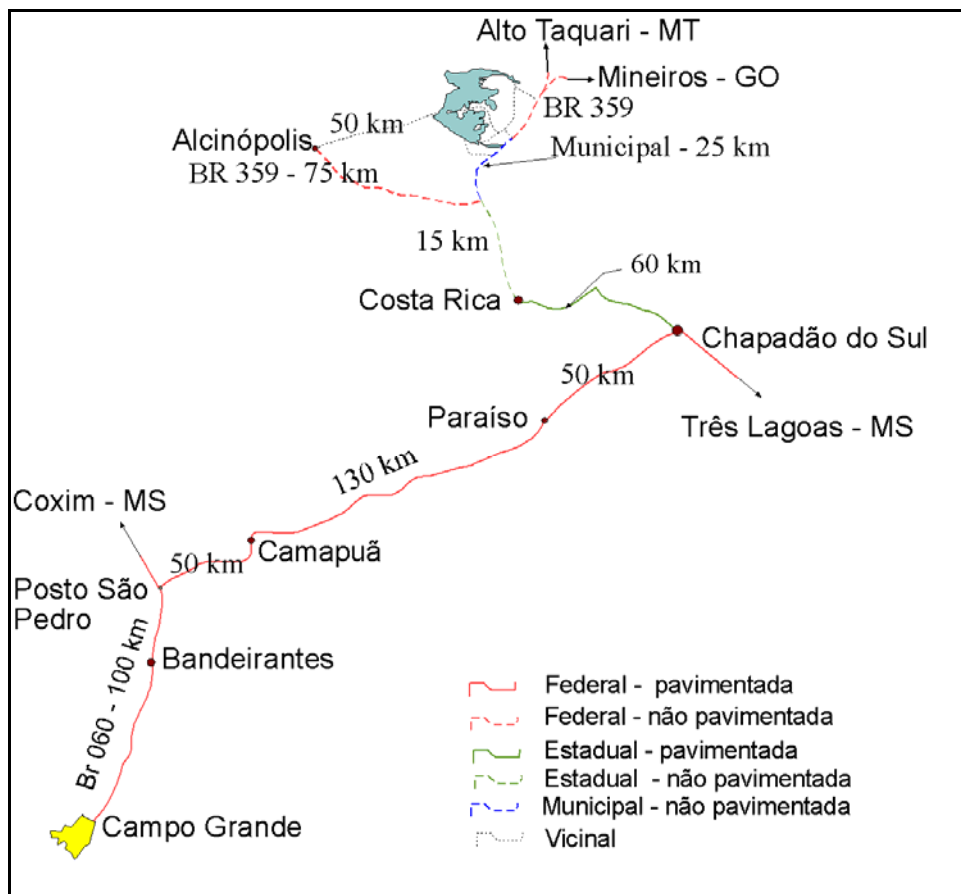 Alto Taquari - MT
Mineiros - GO
BR 359
50 km
Alcinópolis
Municipal - 25 km
BR 359 - 75 km
15 km
60 km
Costa Rica
Chapadão do Sul
50 km
Paraíso
Três Lagoas - MS
130 km
Coxim - MS
Camapuã
50 km
Posto São
Pedro
Bandeirantes
Br 060 - 100 km
Campo Grande
Federal - pavimentada
Federal - não pavimentada
Estadual - pavimentada
Estadual - não pavimentada
Municipal - não pavimentada
Vicinal